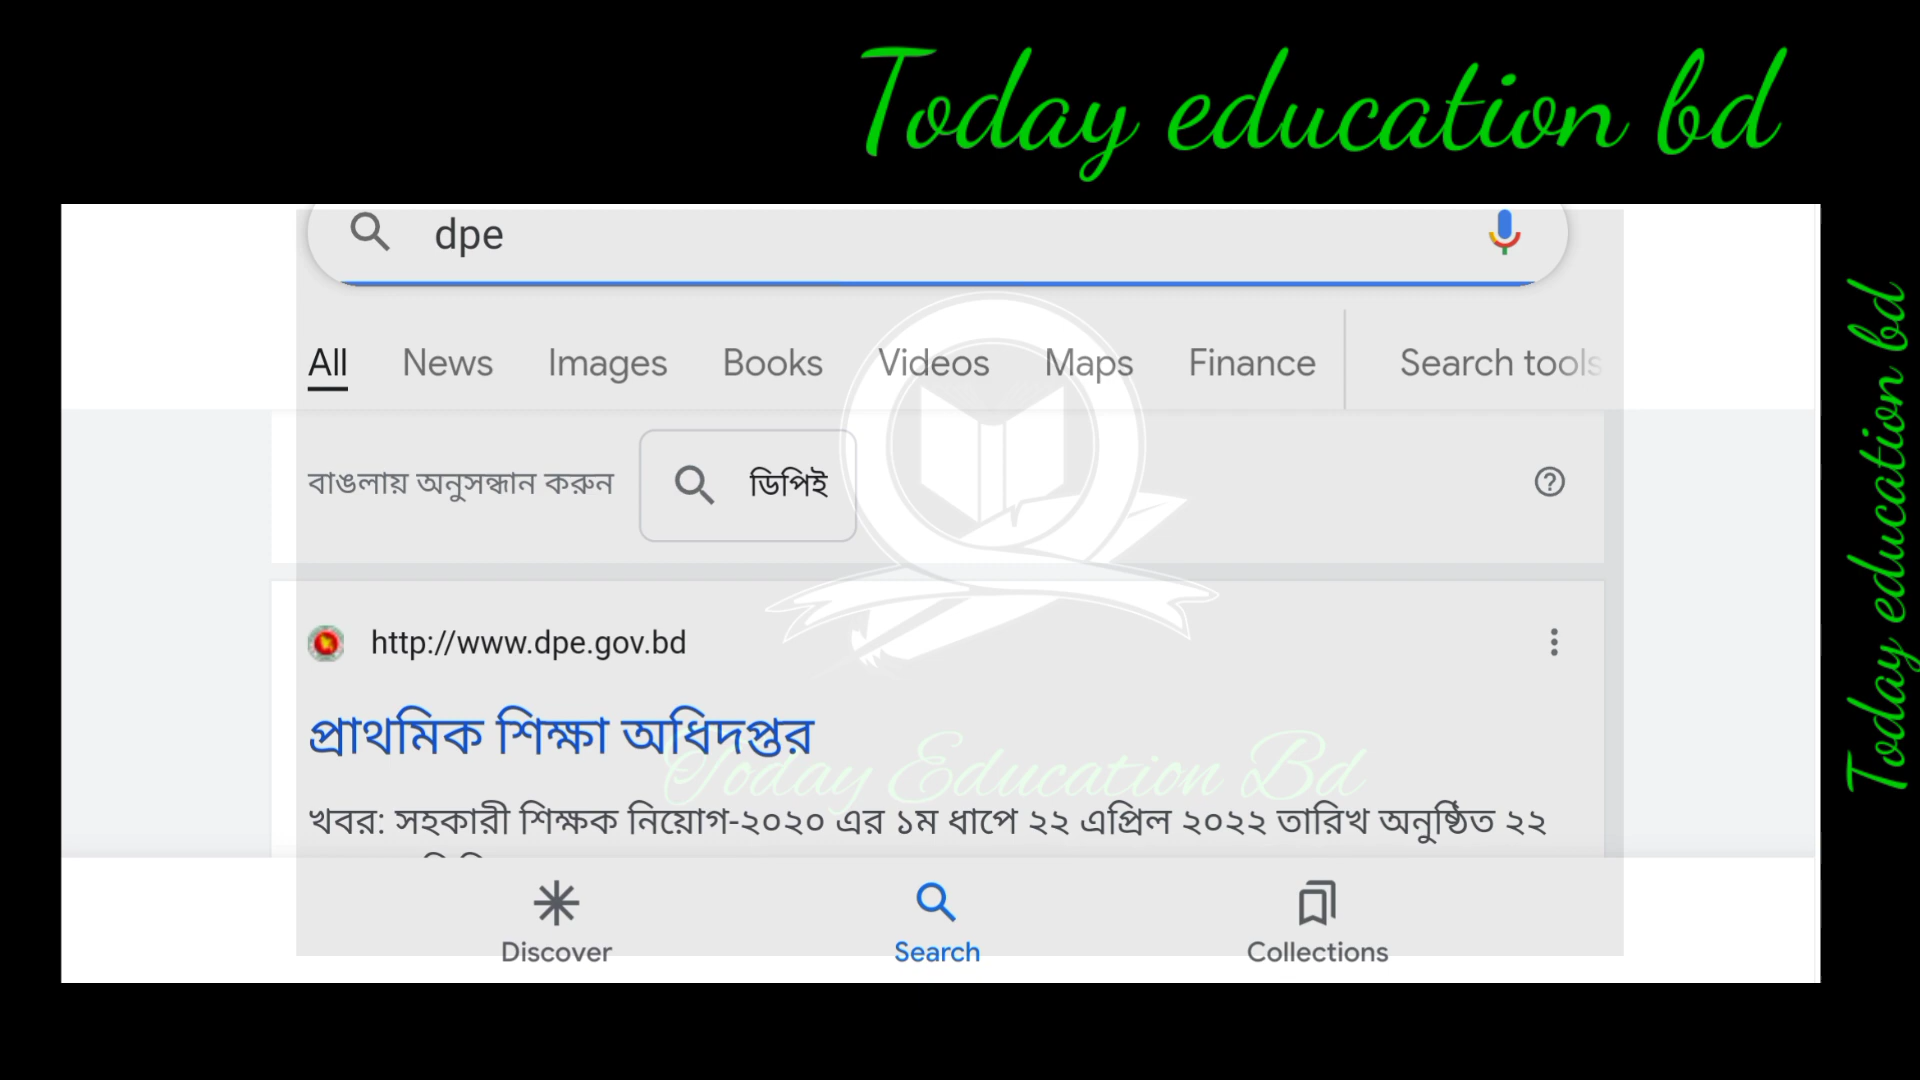 Today education bd
dpe
All News Images Books Videos Maps Finance Search tools
বাঙলায় অনুসন্ধান করুন ডিপিই
http://www.dpe.gov.bd
প্রাথমিক শিক্ষা অধিদপ্তর
Today Education Bd
খবর: সহকারী শিক্ষক নিয়োগ-২০২০ এর ১ম ধাপে ২২ এপ্রিল ২০২২ তারিখ অনুষ্ঠিত ২২
Discover Search Collections
Today education bd